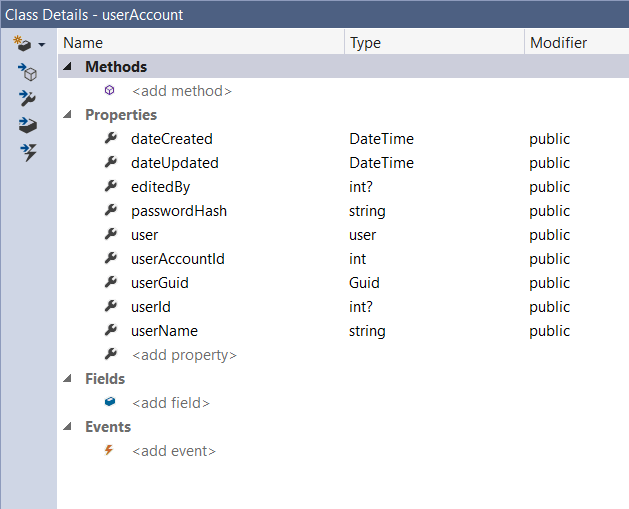 Class Details - userAccount
Name Type Modifier
Methods
<add method>
Properties
dateCreated DateTime public
dateUpdated DateTime public
editedBy int? public
passwordHash string public
user user public
userAccountId int public
userGuid Guid public
userId int? public
userName string public
<add property>
Fields
<add field>
Events
<add event>